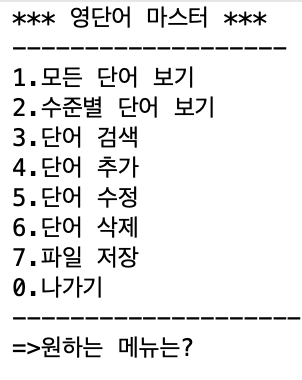 *** 영단어 마스터 ***
-------------------
1.모든 단어 보기
2.수준별 단어 보기
3.단어 검색
4.단어 추가
5.단어 수정
6.단어 삭제
7.파일 저장
0.나가기
--------------------
=>원하는 메뉴는?